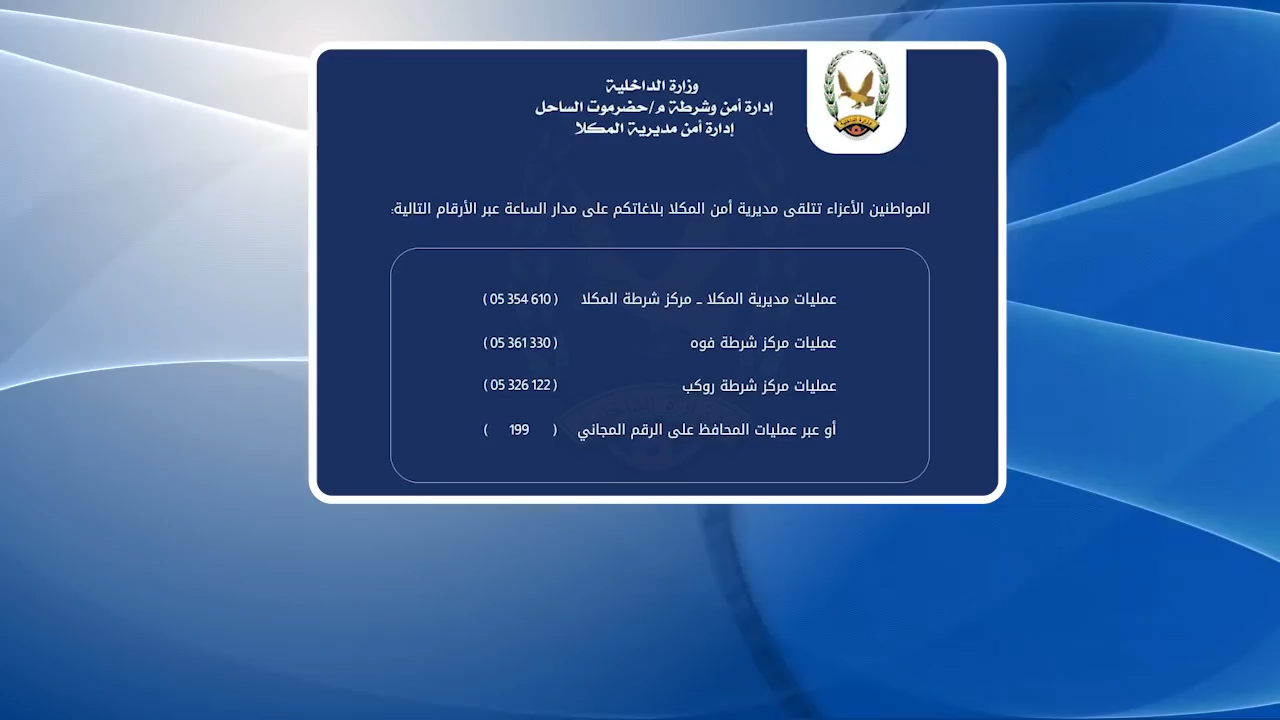 وزارة الداخلية
إدارة أمن وشرطة م/حضرموت الساحل
إدارة أمن مديرية المكلا
المواطنين الأعزاء تتلقى مديرية أمن المكلا بلاغاتكم على مدار الساعة عبر الأرقام التالية:
عمليات مديرية المكلا - مركز شرطة المكلا ( 05 354 610 )
عمليات مركز شرطة فوه ( 05 361 330 )
عمليات مركز شرطة روكب ( 05 326 122 )
أو عبر عمليات المحافظ على الرقم المجاني ( 199 )